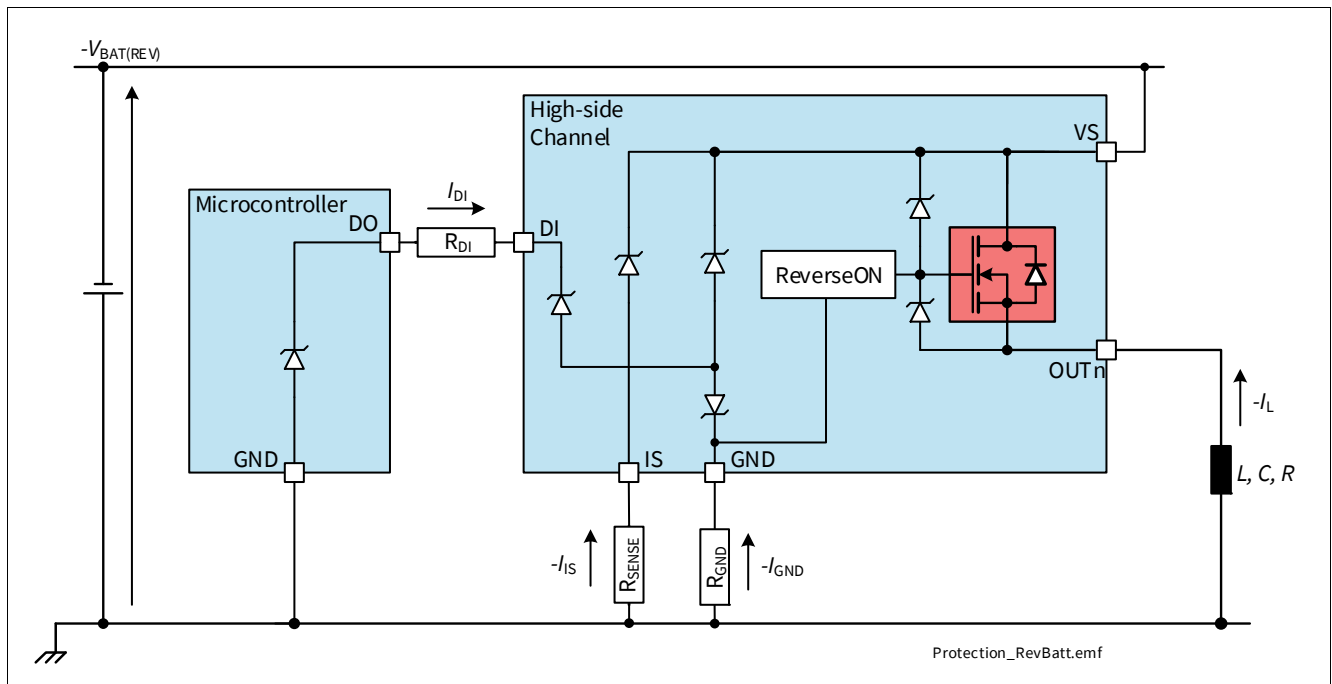 -VBAT(REV)
High-side
Channel
VS
Microcontroller
DO
IDI
RDI
DI
ReverseON
OUTn
-IL
GND
IS
GND
L, C, R
-IIS
RSENSE
RGND
-IGND
Protection_RevBatt.emf